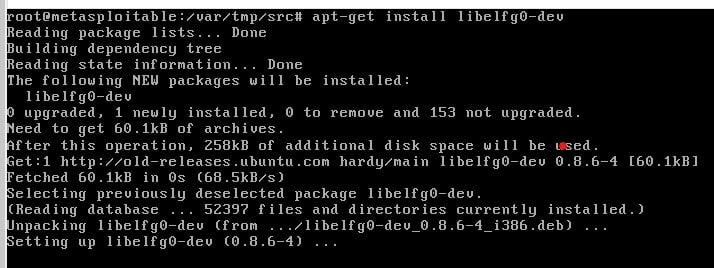 root@metasploitable:/var/tmp/src# apt-get install libelfg0-dev
Reading package lists... Done
Building dependency tree
Reading state information... Done
The following NEW packages will be installed:
  libelfg0-dev
0 upgraded, 1 newly installed, 0 to remove and 153 not upgraded.
Need to get 60.1kB of archives.
After this operation, 258kB of additional disk space will be used.
Get:1 http://old-releases.ubuntu.com hardy/main libelfg0-dev 0.8.6-4 [60.1kB]
Fetched 60.1kB in 0s (68.5kB/s)
Selecting previously deselected package libelfg0-dev.
(Reading database ... 52397 files and directories currently installed.)
Unpacking libelfg0-dev (from .../libelfg0-dev_0.8.6-4_i386.deb) ...
Setting up libelfg0-dev (0.8.6-4) ...